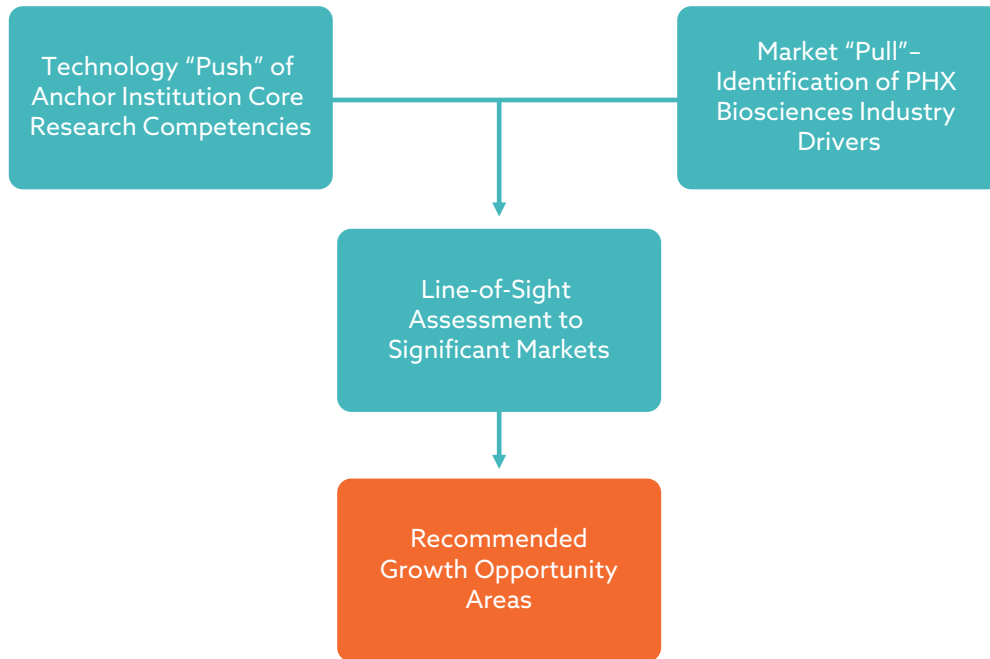 Technology “Push” of
Anchor Institution Core
Research Competencies
Market “Pull”–
Identification of PHX
Biosciences Industry
Drivers
Line-of-Sight
Assessment to
Significant Markets
Recommended
Growth Opportunity
Areas